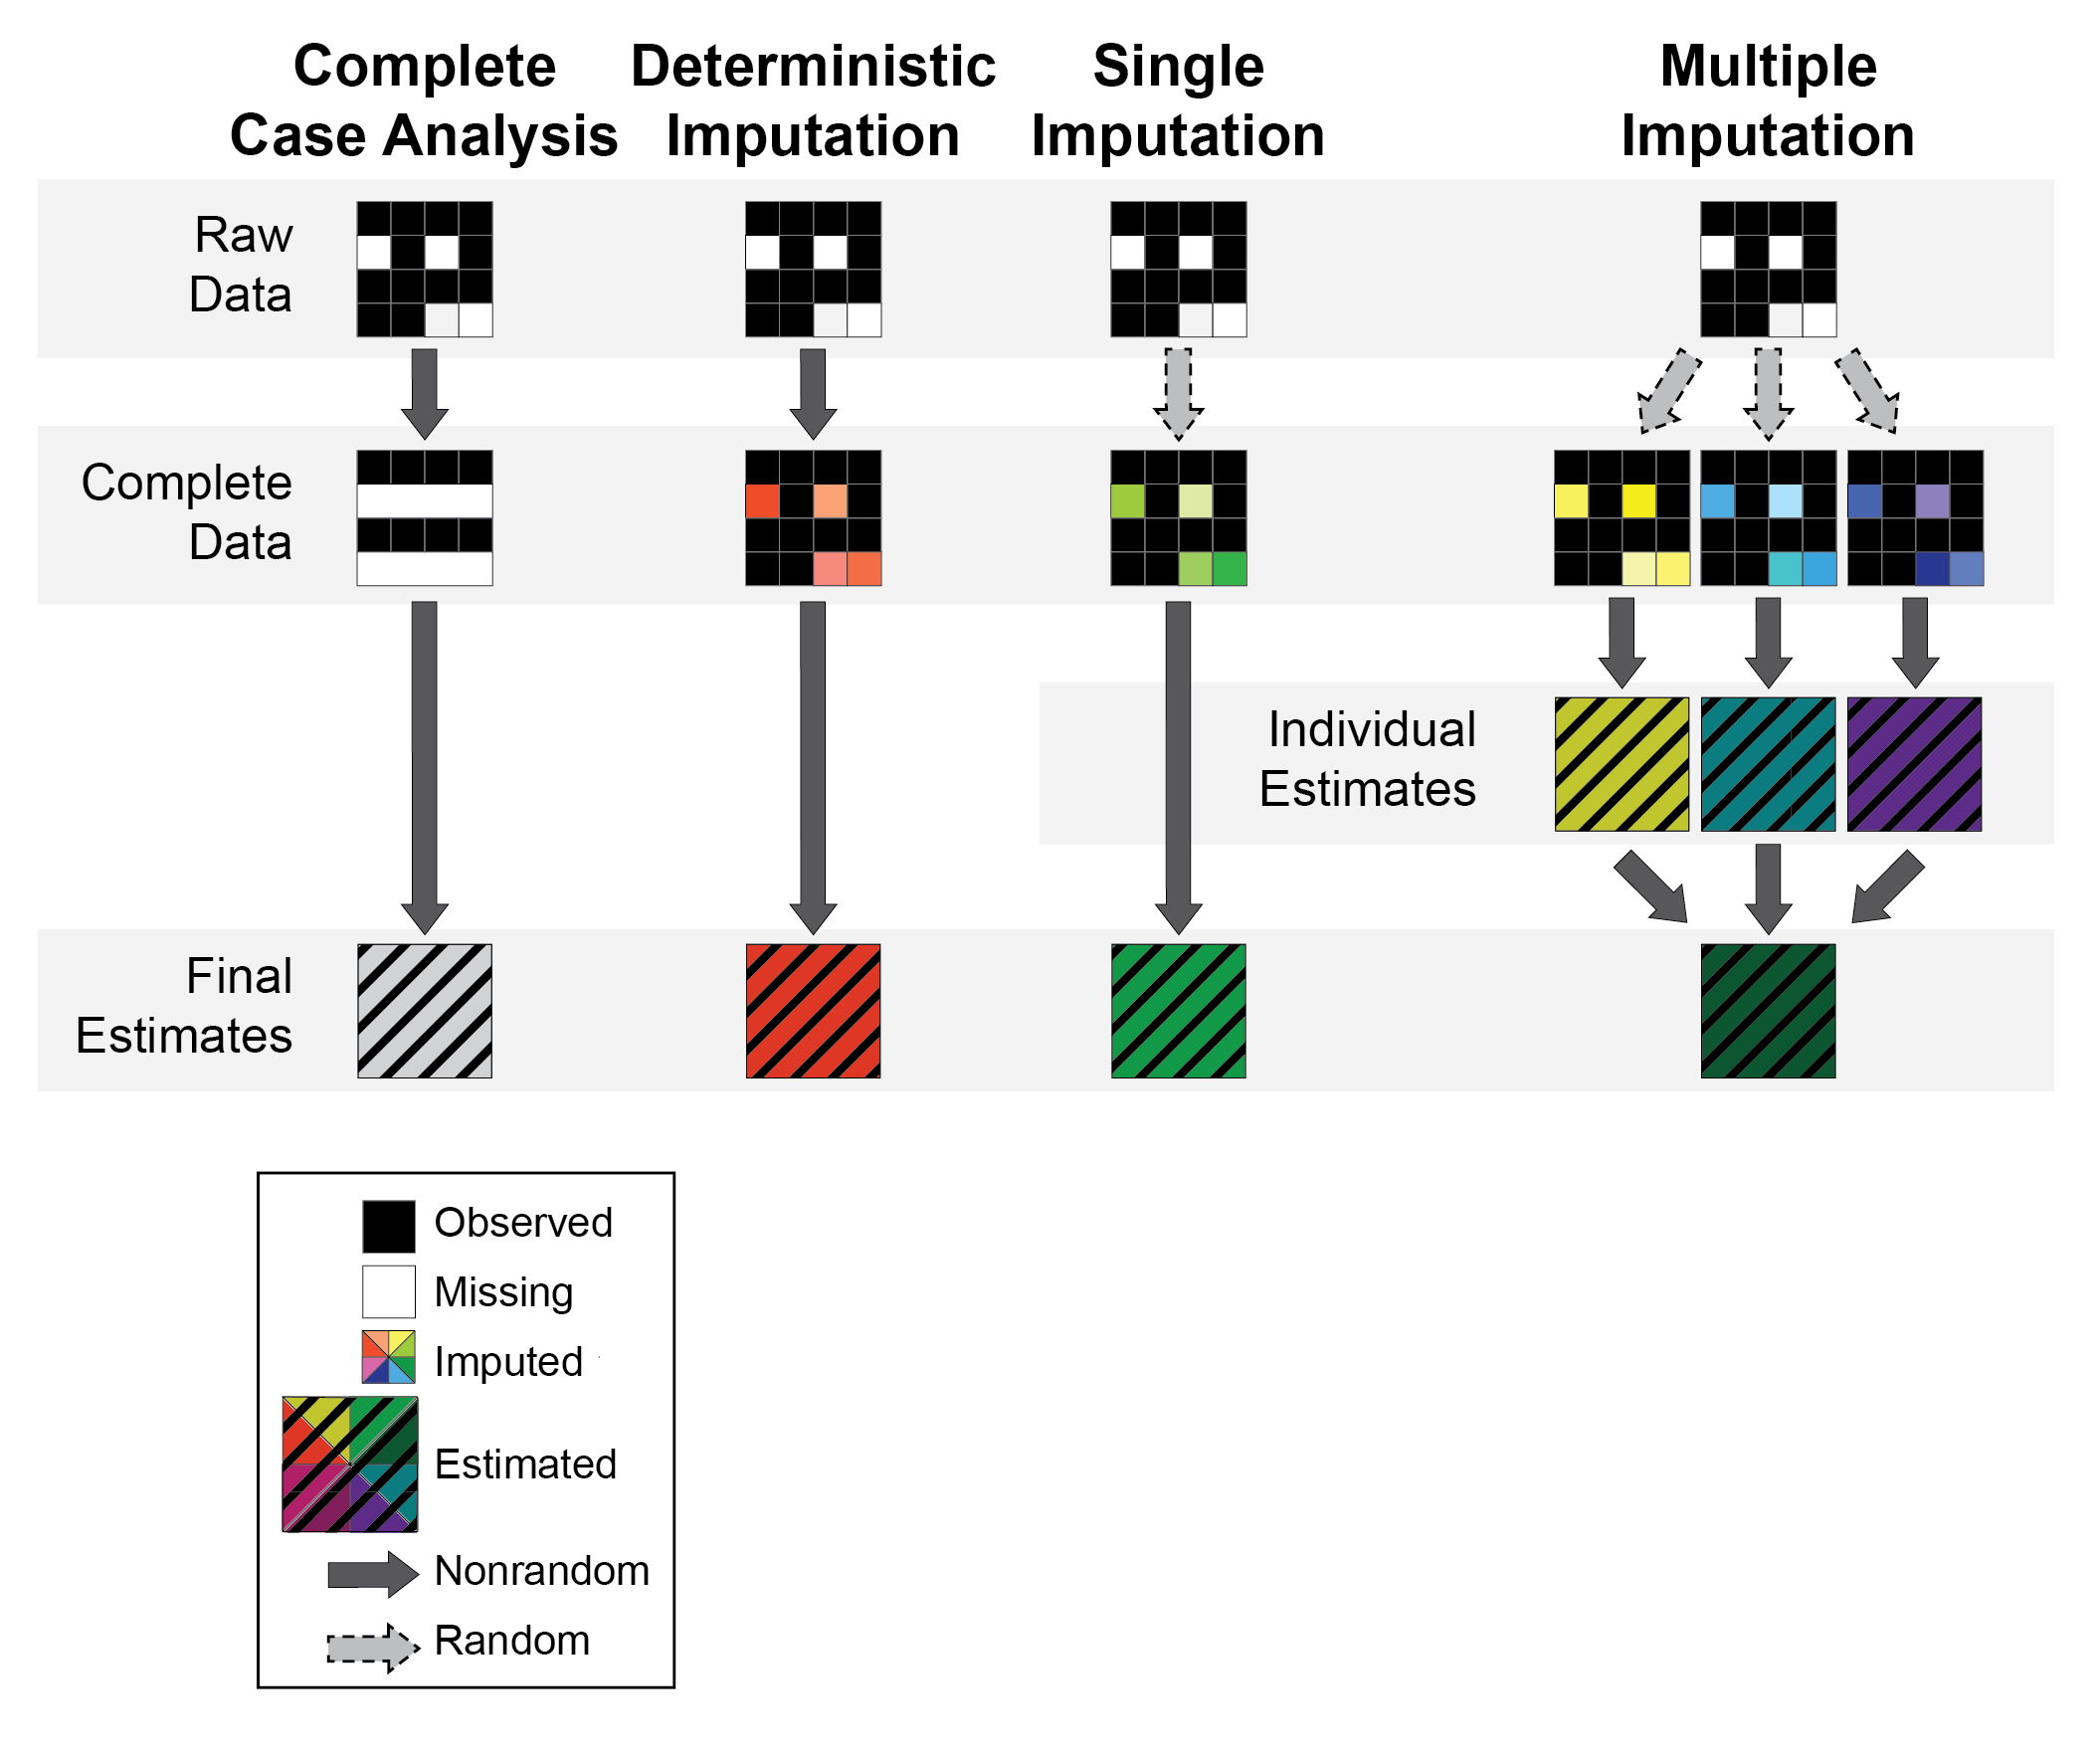 Complete
Case Analysis
Deterministic
Imputation
Single
Imputation
Multiple
Imputation
Raw
Data
Complete
Data
Individual
Estimates
Final
Estimates
Observed
Missing
Imputed
Estimated
Nonrandom
Random